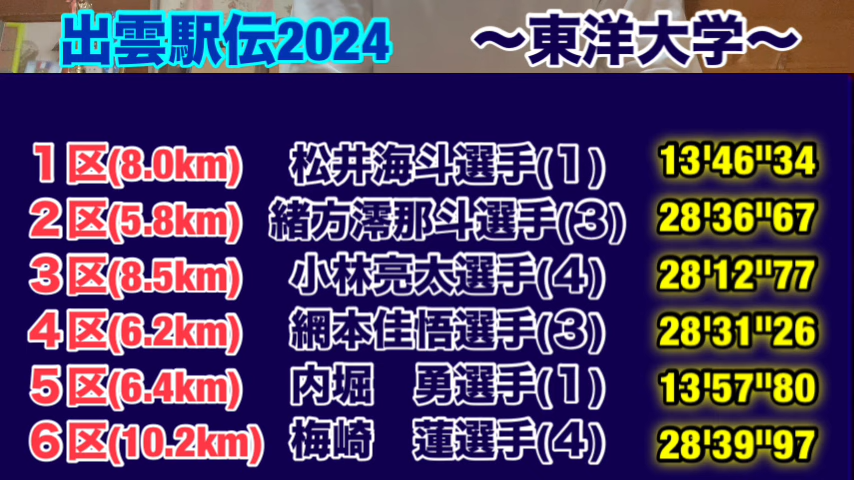 出雲駅伝2024 ～東洋大学～
１区(8.0km) 松井海斗選手(１) 13'46"34
２区(5.8km) 緒方澪那斗選手(３) 28'36"67
３区(8.5km) 小林亮太選手(４) 28'12"77
４区(6.2km) 網本佳悟選手(３) 28'31"26
５区(6.4km) 内堀　勇選手(１) 13'57"80
６区(10.2km) 梅崎　蓮選手(４) 28'39"97